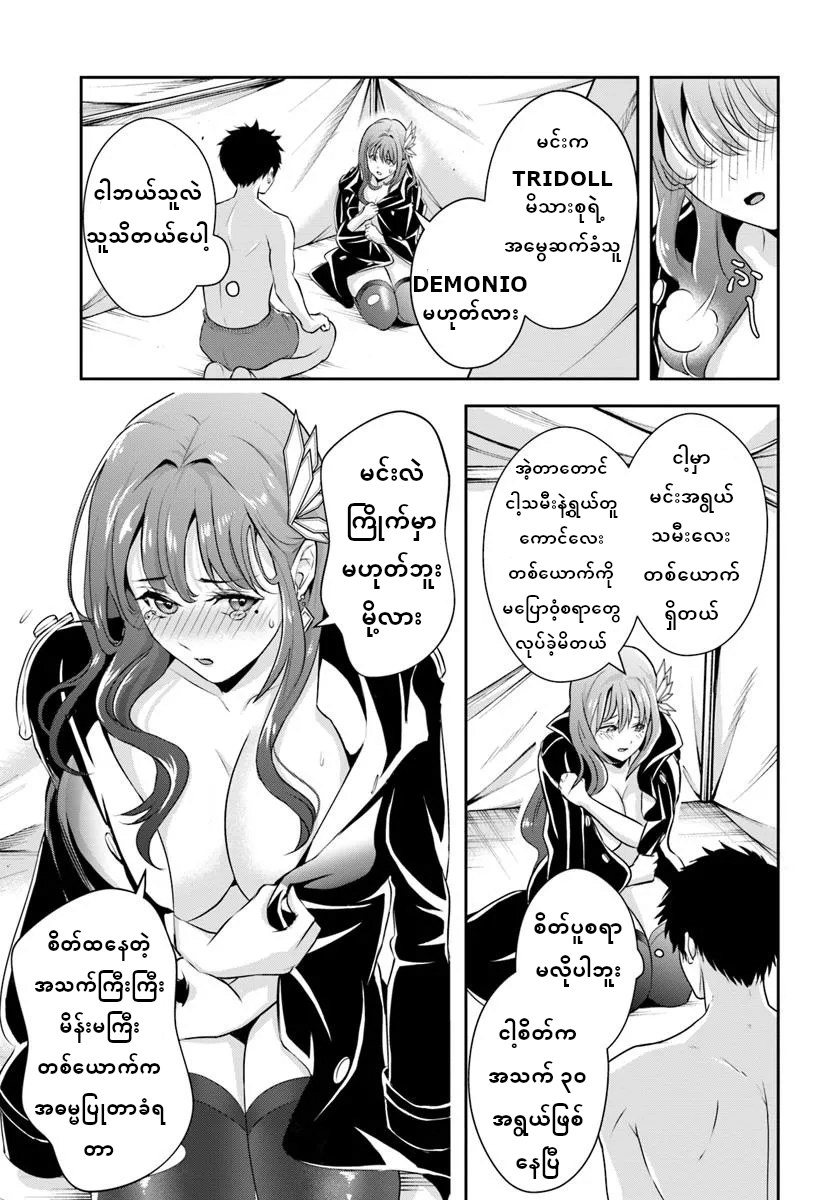 မင်းက
TRIDOLL
မိသားစုရဲ့
အမွေဆက်ခံသူ
DEMONIO
မဟုတ်လား
ငါဘယ်သူလဲ
သူသိတယ်ပေါ့
ぷしー
ငါ့မှာ
မင်းအရွယ်
သမီးလေး
တစ်ယောက်
ရှိတယ်
အဲ့တာတောင်
ငါ့သမီးနဲ့ရွယ်တူ
ကောင်လေး
တစ်ယောက်ကို
မပြောဝံ့စရာတွေ
လုပ်ခဲ့မိတယ်
စိတ်ပူစရာ
မလိုပါဘူး
ငါ့စိတ်က
အသက် ၃၀
အရွယ်ဖြစ်
နေပြီ
မင်းလဲ
ကြိုက်မှာ
မဟုတ်ဘူး
မို့လား
စိတ်ထနေတဲ့
အသက်ကြီးကြီး
မိန်းမကြီး
တစ်ယောက်က
အဓမ္မပြုတာခံရ
တာ